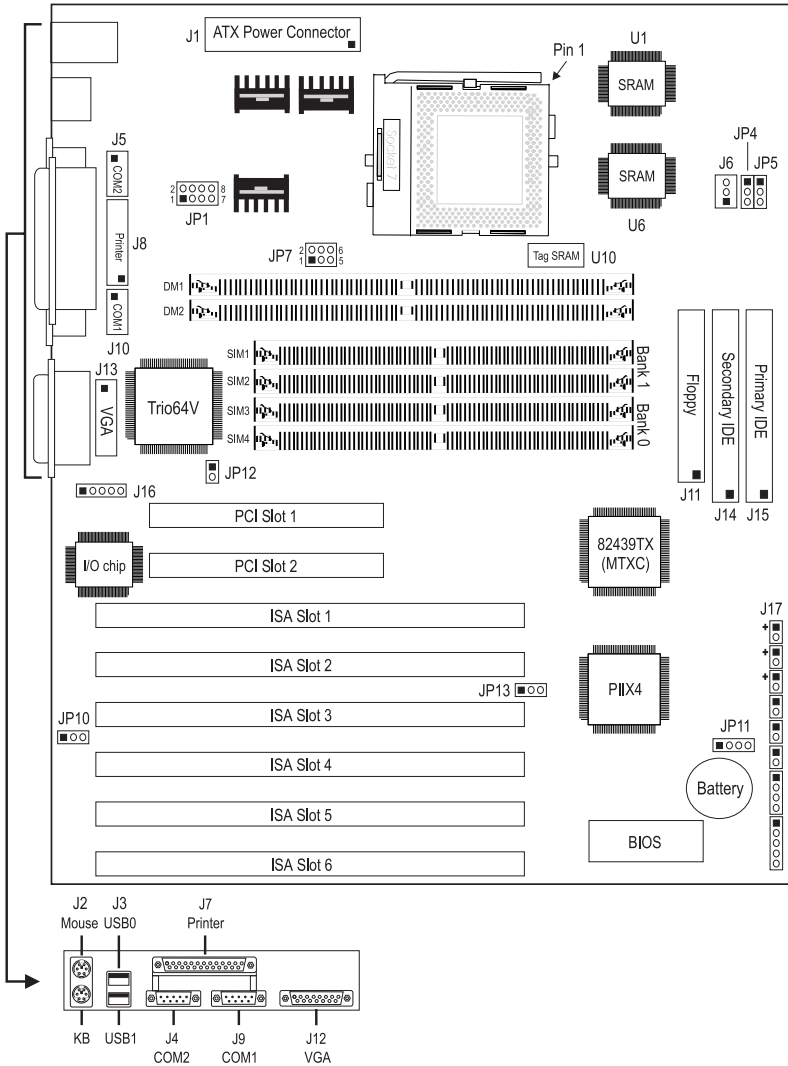 J1
ATX Power Connector
Pin 1
U1
SRAM
SRAM
U6
JP4
J6
JP5
J5
COM2
Printer
J8
COM1
J10
2
8
1
7
JP1
Socket 7
JP7
2
6
1
5
Tag SRAM
U10
DM1
DM2
SIM1
SIM2
SIM3
SIM4
Bank 1
Bank 0
Floppy
Secondary IDE
Primary IDE
J11
J14
J15
J13
VGA
Trio64V
JP12
J16
I/O chip
PCI Slot 1
PCI Slot 2
82439TX
(MTXC)
ISA Slot 1
ISA Slot 2
ISA Slot 3
ISA Slot 4
ISA Slot 5
ISA Slot 6
J17
+
+
+
JP13
PIIX4
JP10
JP11
Battery
BIOS
J2
J3
J7
Mouse
USB0
Printer
KB
USB1
J4
J9
J12
COM2
COM1
VGA